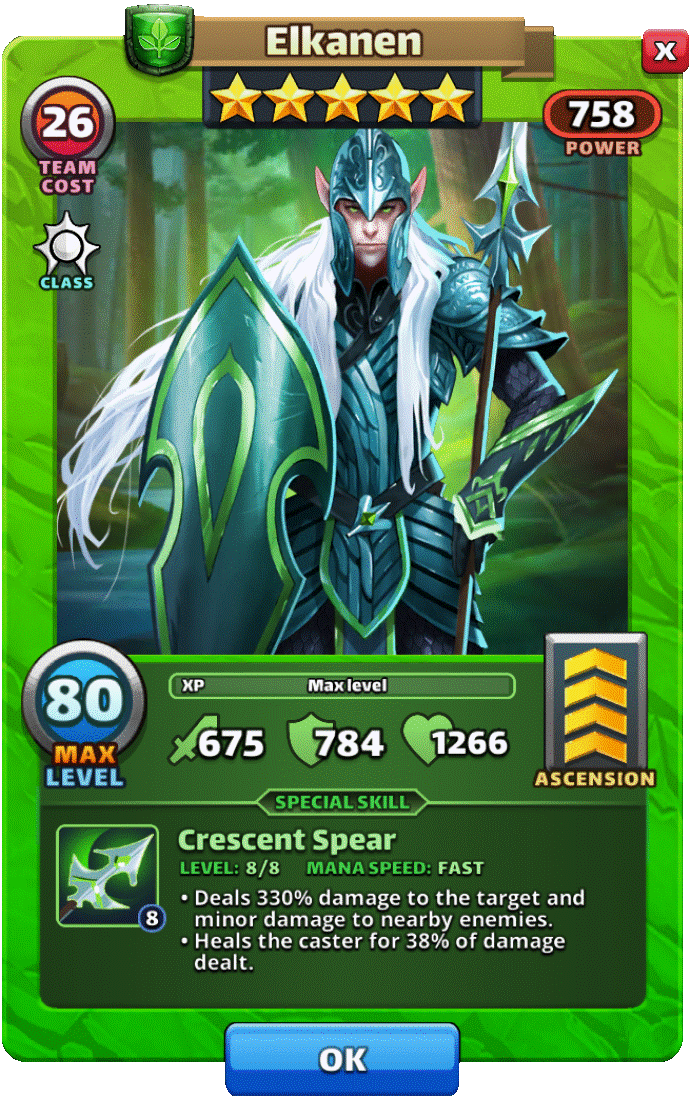 Elkanen
X
26
TEAM
COST
758
POWER
CLASS
80
MAX
LEVEL
XP Max level
675 784 1266
ASCENSION
SPECIAL SKILL
Crescent Spear
LEVEL: 8/8 MANA SPEED: FAST
8
• Deals 330% damage to the target and
minor damage to nearby enemies.
• Heals the caster for 38% of damage
dealt.
OK